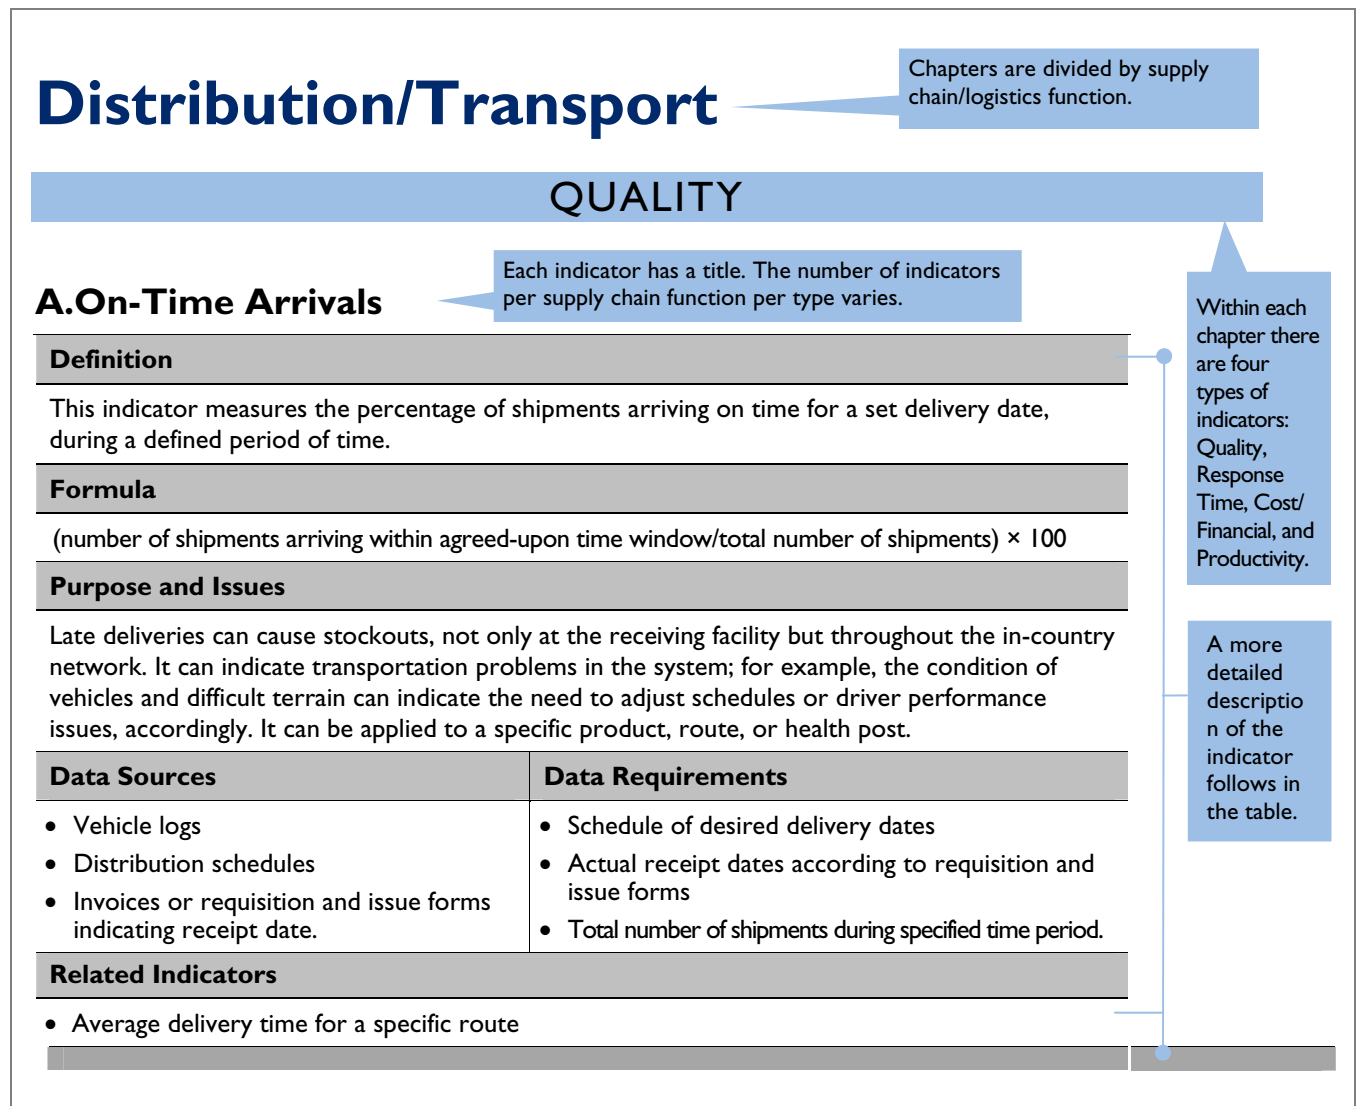 Distribution/Transport
Chapters are divided by supply
chain/logistics function.
QUALITY
Each indicator has a title. The number of indicators
per supply chain function per type varies.
A.On-Time Arrivals
Within each
chapter there
are four
types of
indicators:
Quality,
Response
Time, Cost/
Financial, and
Productivity.
Definition
This indicator measures the percentage of shipments arriving on time for a set delivery date,
during a defined period of time.
Formula
(number of shipments arriving within agreed-upon time window/total number of shipments) × 100
Purpose and Issues
Late deliveries can cause stockouts, not only at the receiving facility but throughout the in-country
network. It can indicate transportation problems in the system; for example, the condition of
vehicles and difficult terrain can indicate the need to adjust schedules or driver performance
issues, accordingly. It can be applied to a specific product, route, or health post.
A more
detailed
descriptio
n of the
indicator
follows in
the table.
Data Sources
• Vehicle logs
• Distribution schedules
• Invoices or requisition and issue forms
indicating receipt date.
Data Requirements
• Schedule of desired delivery dates
• Actual receipt dates according to requisition and
issue forms
• Total number of shipments during specified time period.
Related Indicators
• Average delivery time for a specific route